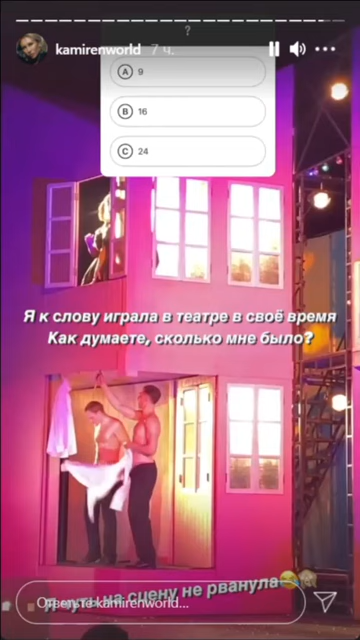 kamirenworld 7 ч.
?
A 9
B 16
C 24
Я к слову играла в театре в своё время
Как думаете, сколько мне было?
на сцену не рванула😂
Ответьте kamirenworld...